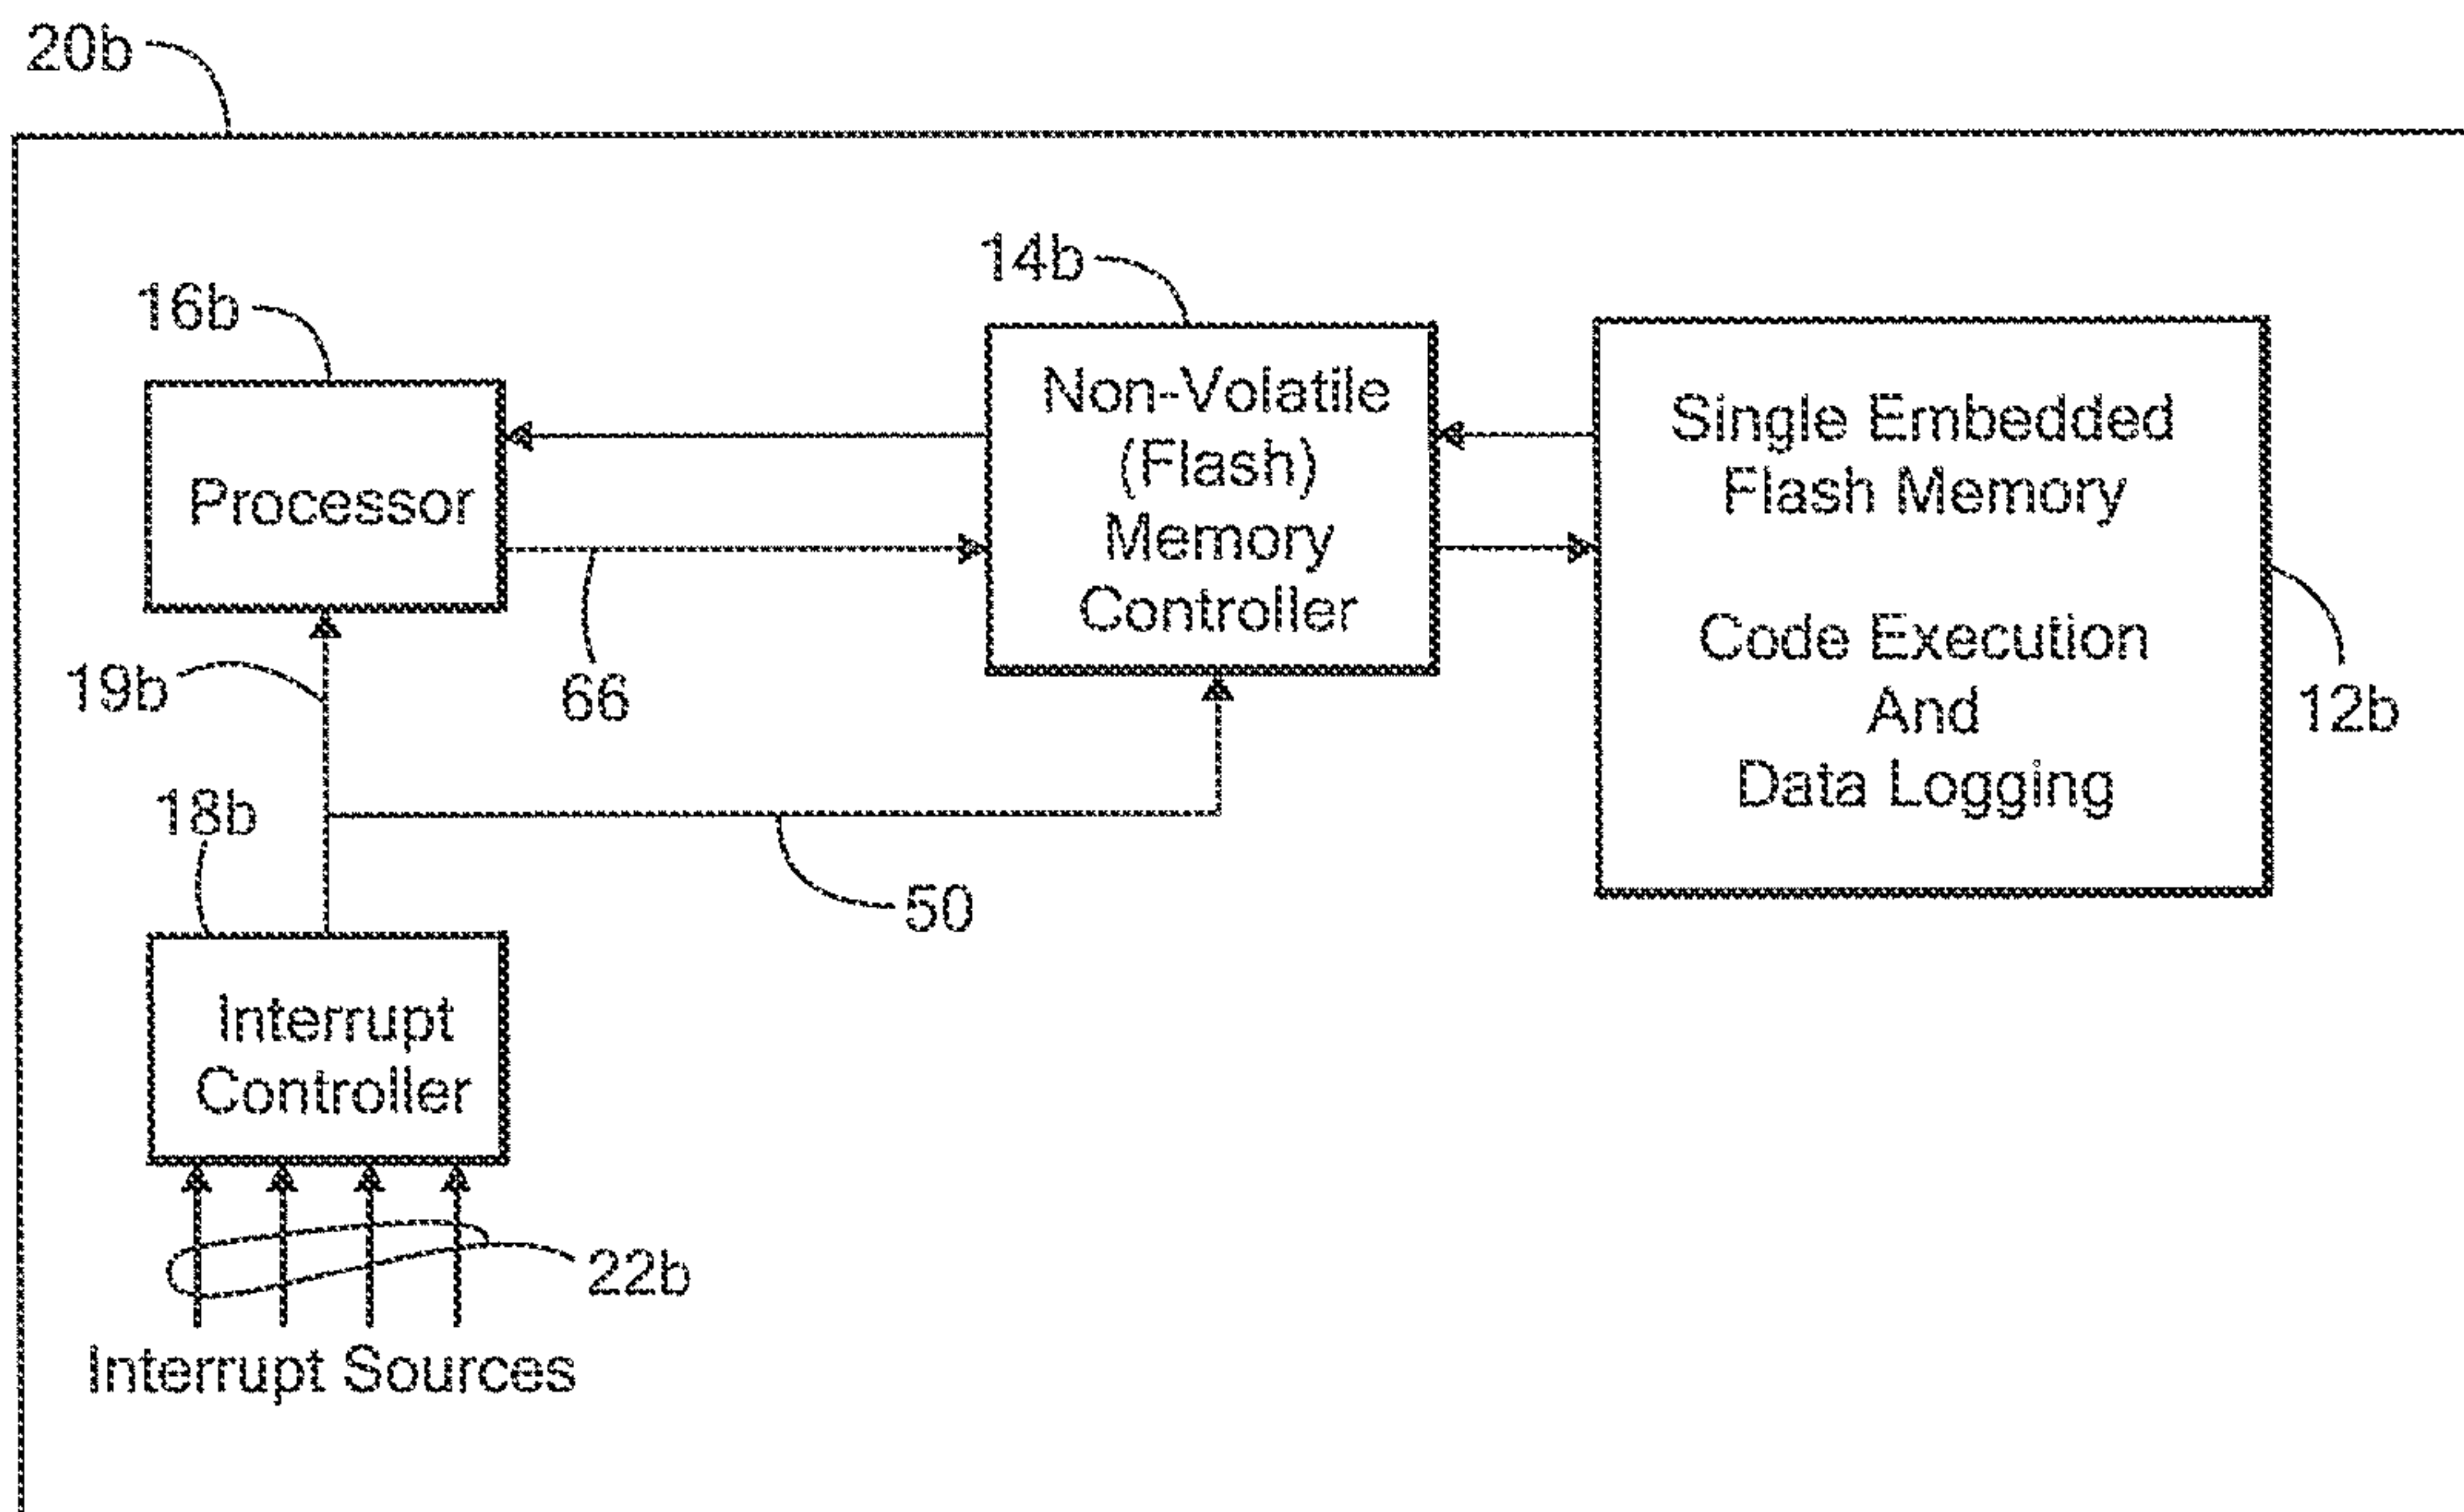 20b
14b
16b
Non-Volatile
(Flash)
Memory
Controller
Single Embedded
Flash Memory
Code Execution
And
Data Logging
Processor
19b
66
12b
18b
50
Interrupt
Controller
22b
Interrupt Sources